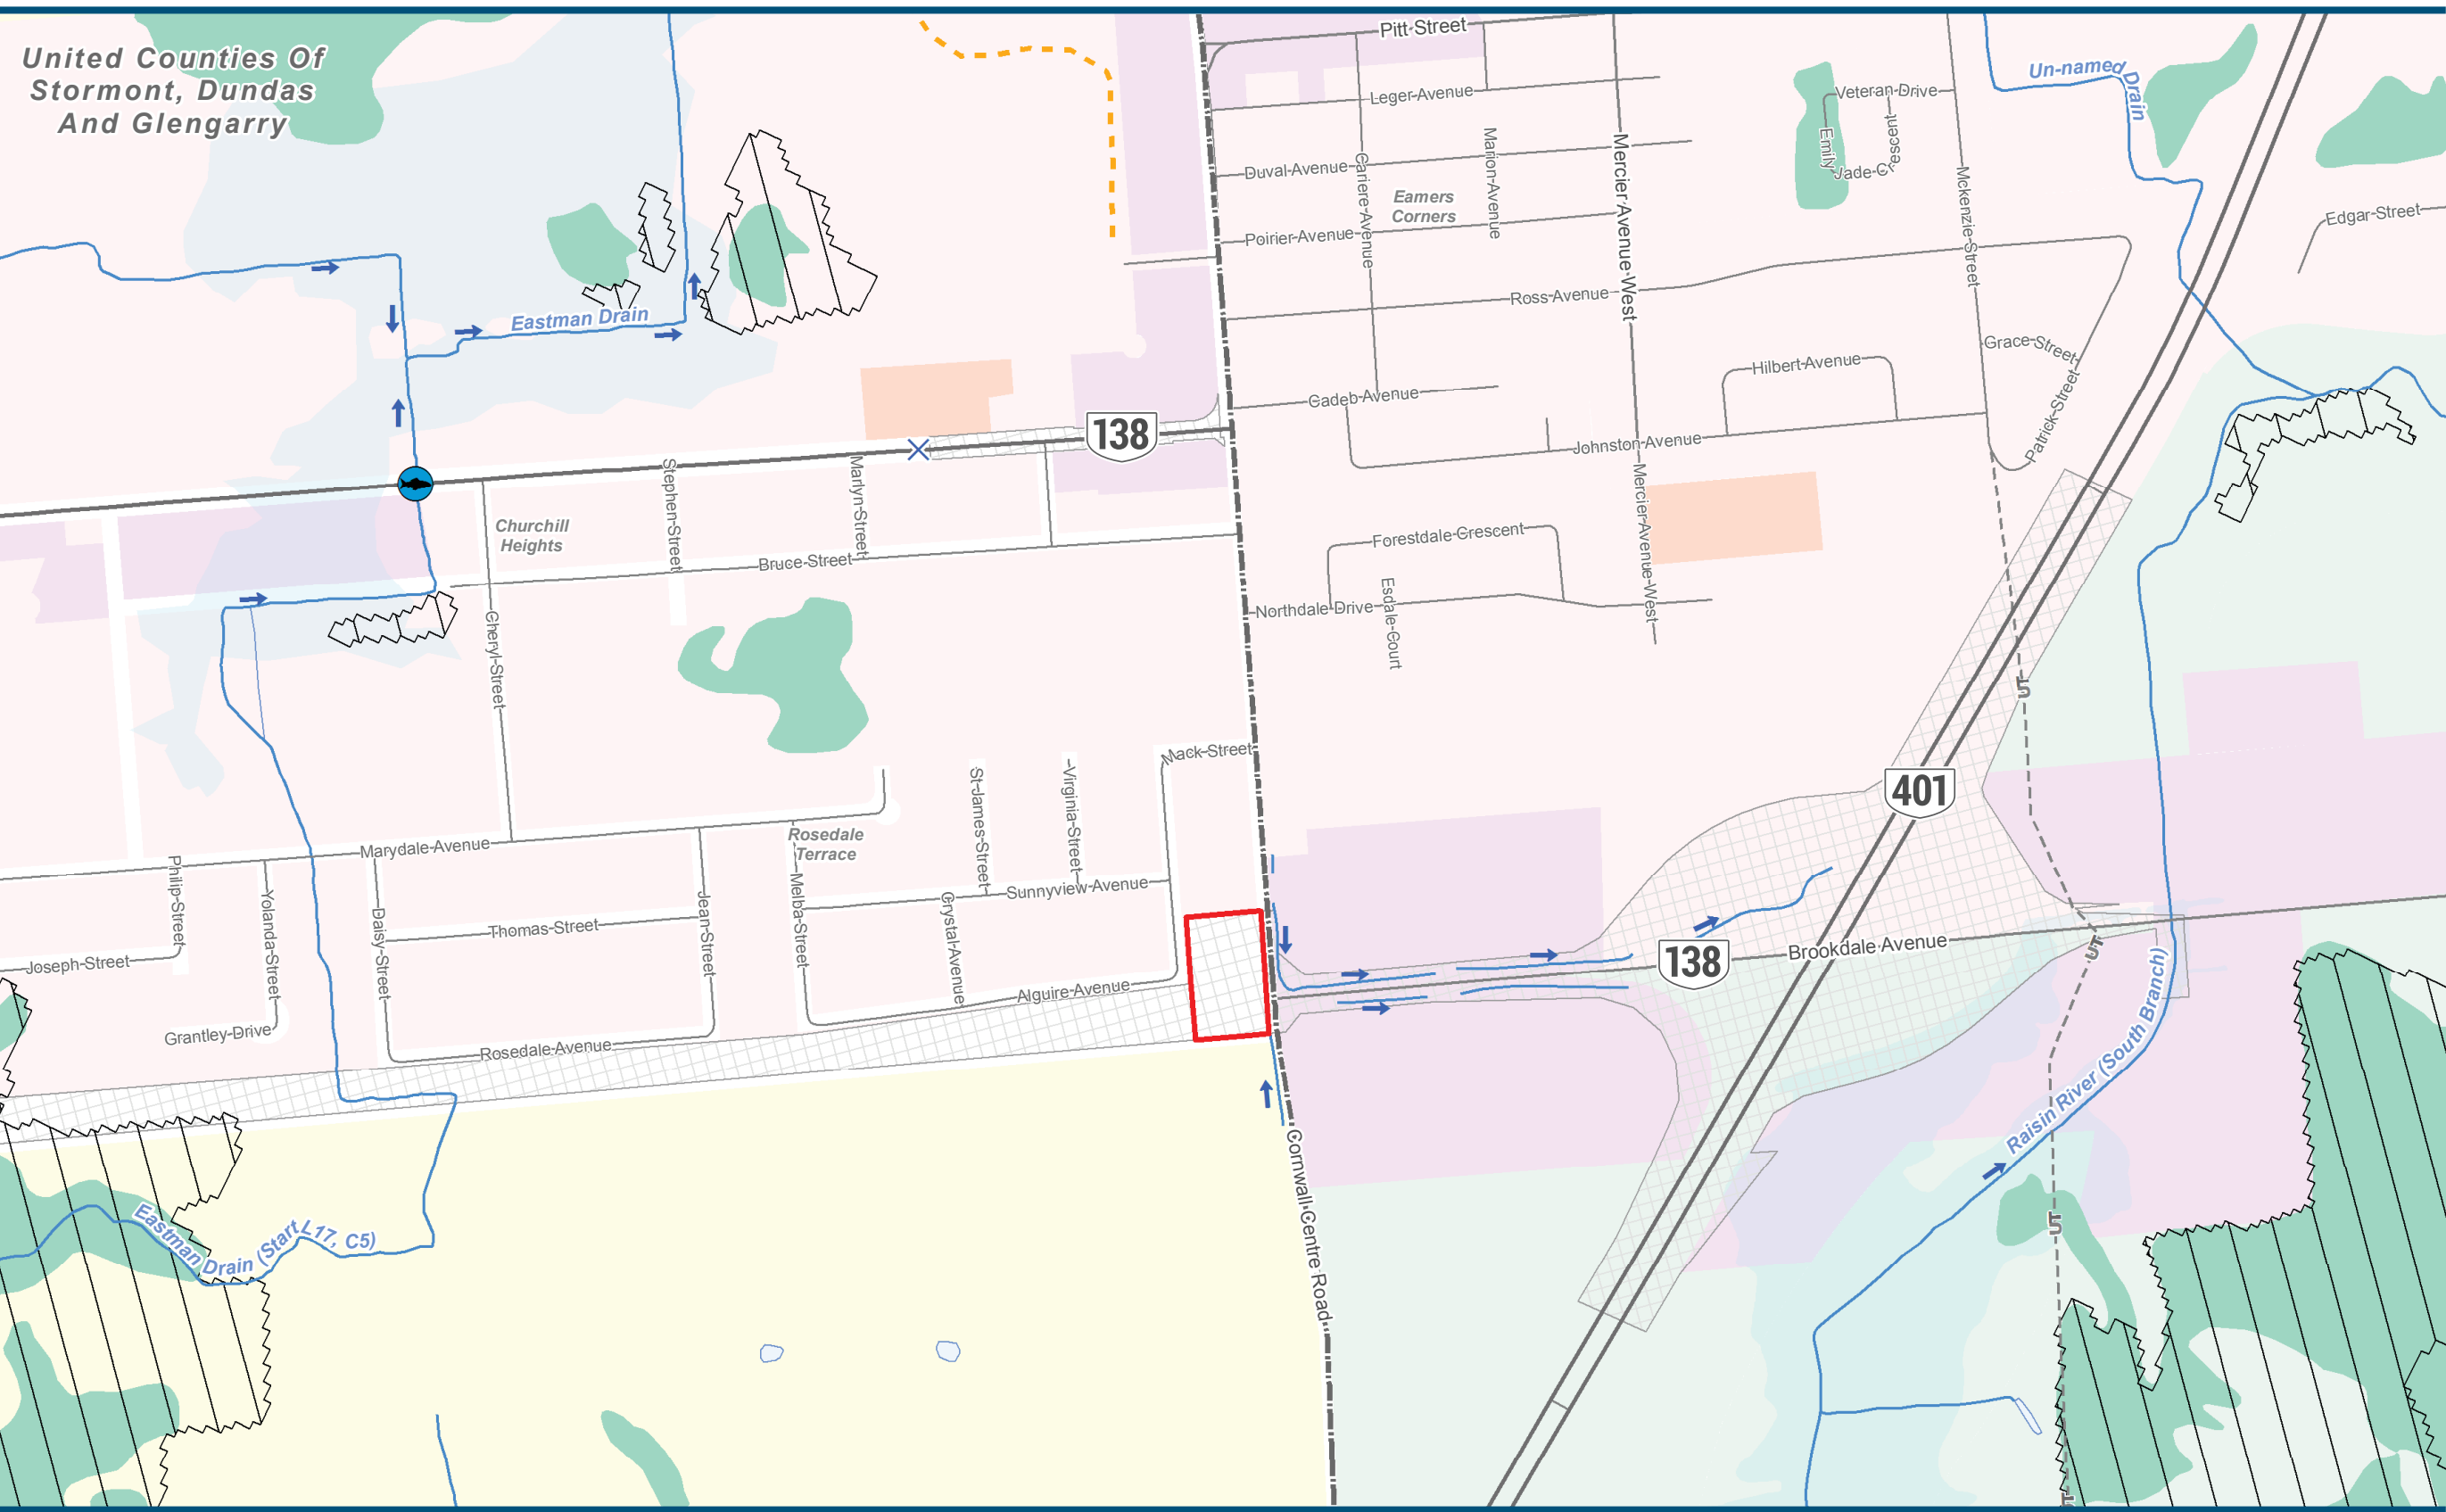 United Counties Of
Stormont, Dundas
And Glengarry
Pitt Street
Leger Avenue
Duval Avenue
Cariere-Avenue
Marion-Avenue
Eamers
Corners
Poirier-Avenue
Mercier Avenue West
Veteran Drive
Emily
Jade-Crescent
Mckenzie-Street
Un-named Drain
Edgar-Street
Ross-Avenue
Grace-Street
Patrick-Street
Hilbert-Avenue
Cadeb-Avenue
Johnston-Avenue
Mercier-Avenue-West
Eastman Drain
138
Stephen-Street
Marlyn-Street
Churchill
Heights
Bruce-Street
Cheryl-Street
Forestdale Crescent
Northdale Drive
Esdale-Court
Mack-Street
St-James-Street
Virginia-Street
401
Rosedale
Terrace
Marydale-Avenue
Sunnyview-Avenue
Philip-Street
Yolanda-Street
Daisy-Street
Thomas-Street
Jean-Street
Melba-Street
Crystal-Avenue
Joseph-Street
Alguire-Avenue
Grantley-Drive
Rosedale-Avenue
138
Brookdale Avenue
UT
Raisin River (South Branch)
Cornwall-Centre Road
Eastman Drain (Start L17, C5)